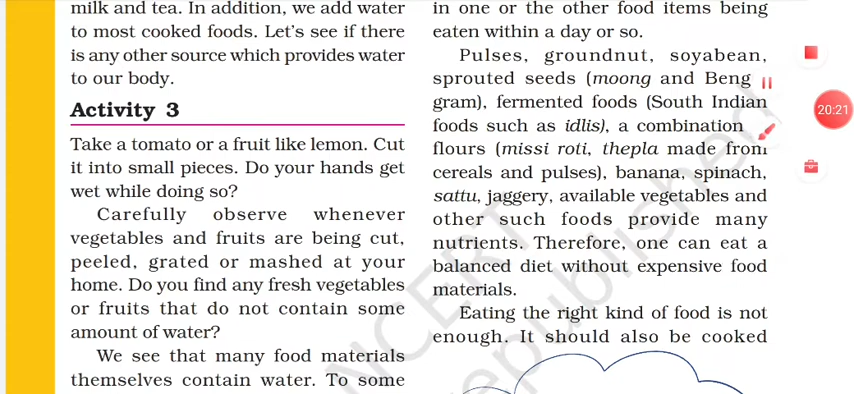 milk and tea. In addition, we add water
to most cooked foods. Let's see if there
is any other source which provides water
to our body.
Activity 3
Take a tomato or a fruit like lemon. Cut
it into small pieces. Do your hands get
wet while doing so?
Carefully observe whenever
vegetables and fruits are being cut,
peeled, grated or mashed at your
home. Do you find any fresh vegetables
or fruits that do not contain some
amount of water?
We see that many food materials
themselves contain water. To some
in one or the other food items being
eaten within a day or so.
Pulses, groundnut, soyabean,
sprouted seeds (moong and Beng
gram), fermented foods (South Indian
foods such as idlis), a combination
flours (missi roti, thepla made from
cereals and pulses), banana, spinach,
sattu, jaggery, available vegetables and
other such foods provide many
nutrients. Therefore, one can eat a
balanced diet without expensive food
materials.
Eating the right kind of food is not
enough. It should also be cooked
20:21
NCERT
republished